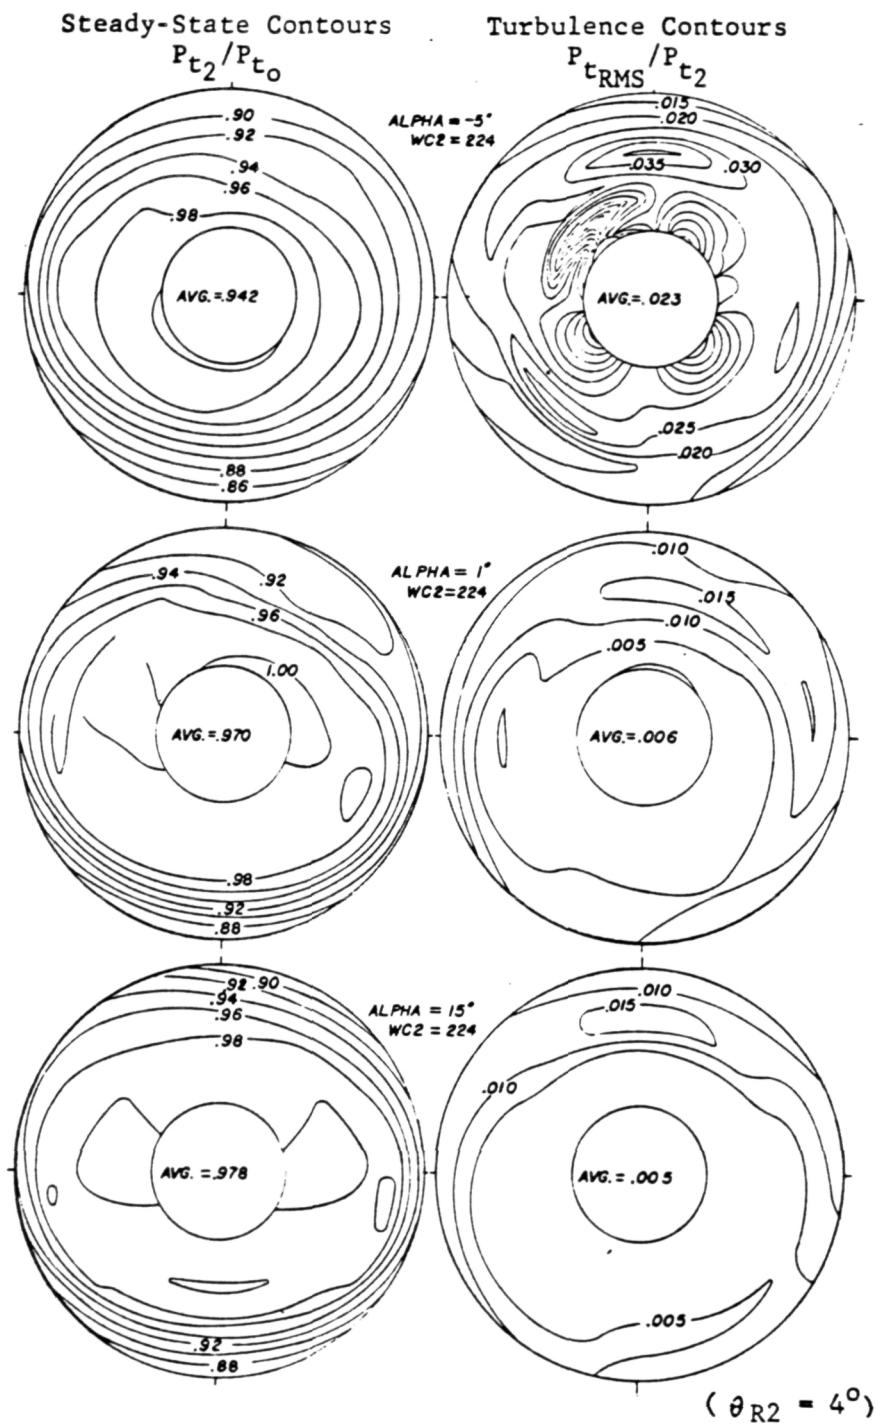 Steady-State Contours
Pt2/Pto
Turbulence Contours
PtRMS/Pt2
ALPHA = -5°
WC2 = 224
.90
.92
.94
.96
.98
AVG. = .942
.88
.86
.015
.020
.035
.030
AVG. = .023
.025
.020
ALPHA = 1°
WC2 = 224
.94
.92
.96
1.00
AVG. = .970
.98
.92
.88
.010
.015
.010
.005
AVG. = .006
ALPHA = 15°
WC2 = 224
.92
.90
.94
.96
.98
AVG. = .978
.92
.88
.010
.015
.010
AVG. = .005
.005
( θR2 = 4° )